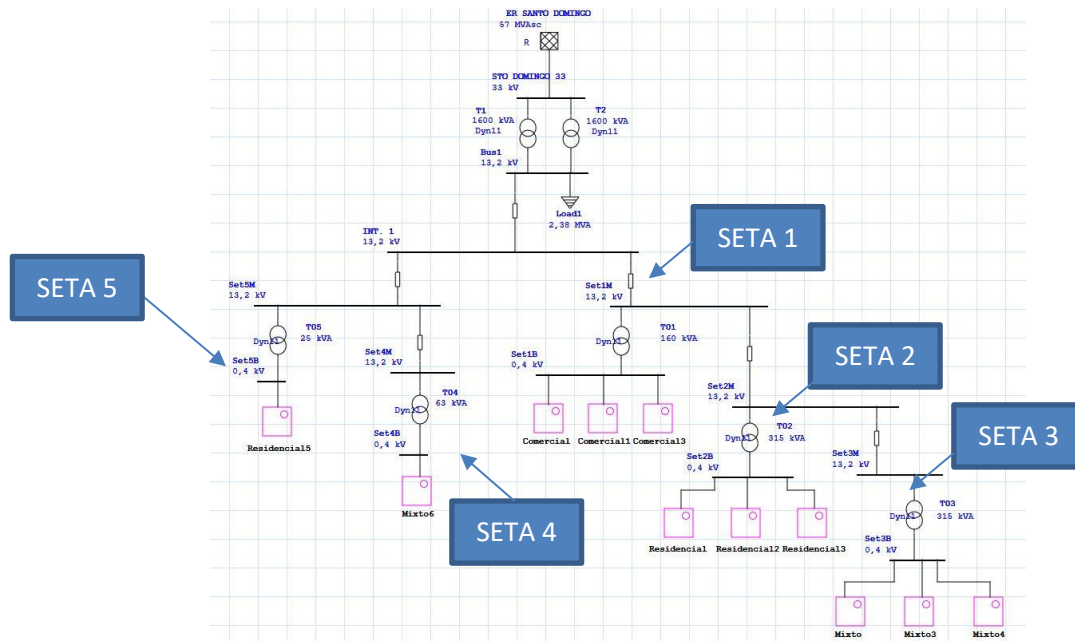 ER SANTO DOMINGO
57 MVAsc
R
STO DOMINGO 33
33 kV
T1
1600 kVA
Dyn11
T2
1600 kVA
Dyn11
Bus1
13,2 kV
Load1
2,38 MVA
INT. 1
13,2 kV
SETA 1
SETA 5
Set5M
13,2 kV
Set1M
13,2 kV
T05
25 kVA
Dyn11
T01
160 kVA
Dyn11
Set5B
0,4 kV
Set4M
13,2 kV
Set1B
0,4 kV
SETA 2
T04
63 kVA
Dyn11
Set2M
13,2 kV
Residencial5
Set4B
0,4 kV
Comercial
Comercial1
Comercial3
T02
315 kVA
Dyn11
SETA 3
Set2B
0,4 kV
Set3M
13,2 kV
Mixto6
SETA 4
T03
315 kVA
Dyn11
Residencial
Residencial2
Residencial3
Set3B
0,4 kV
Mixto
Mixto3
Mixto4